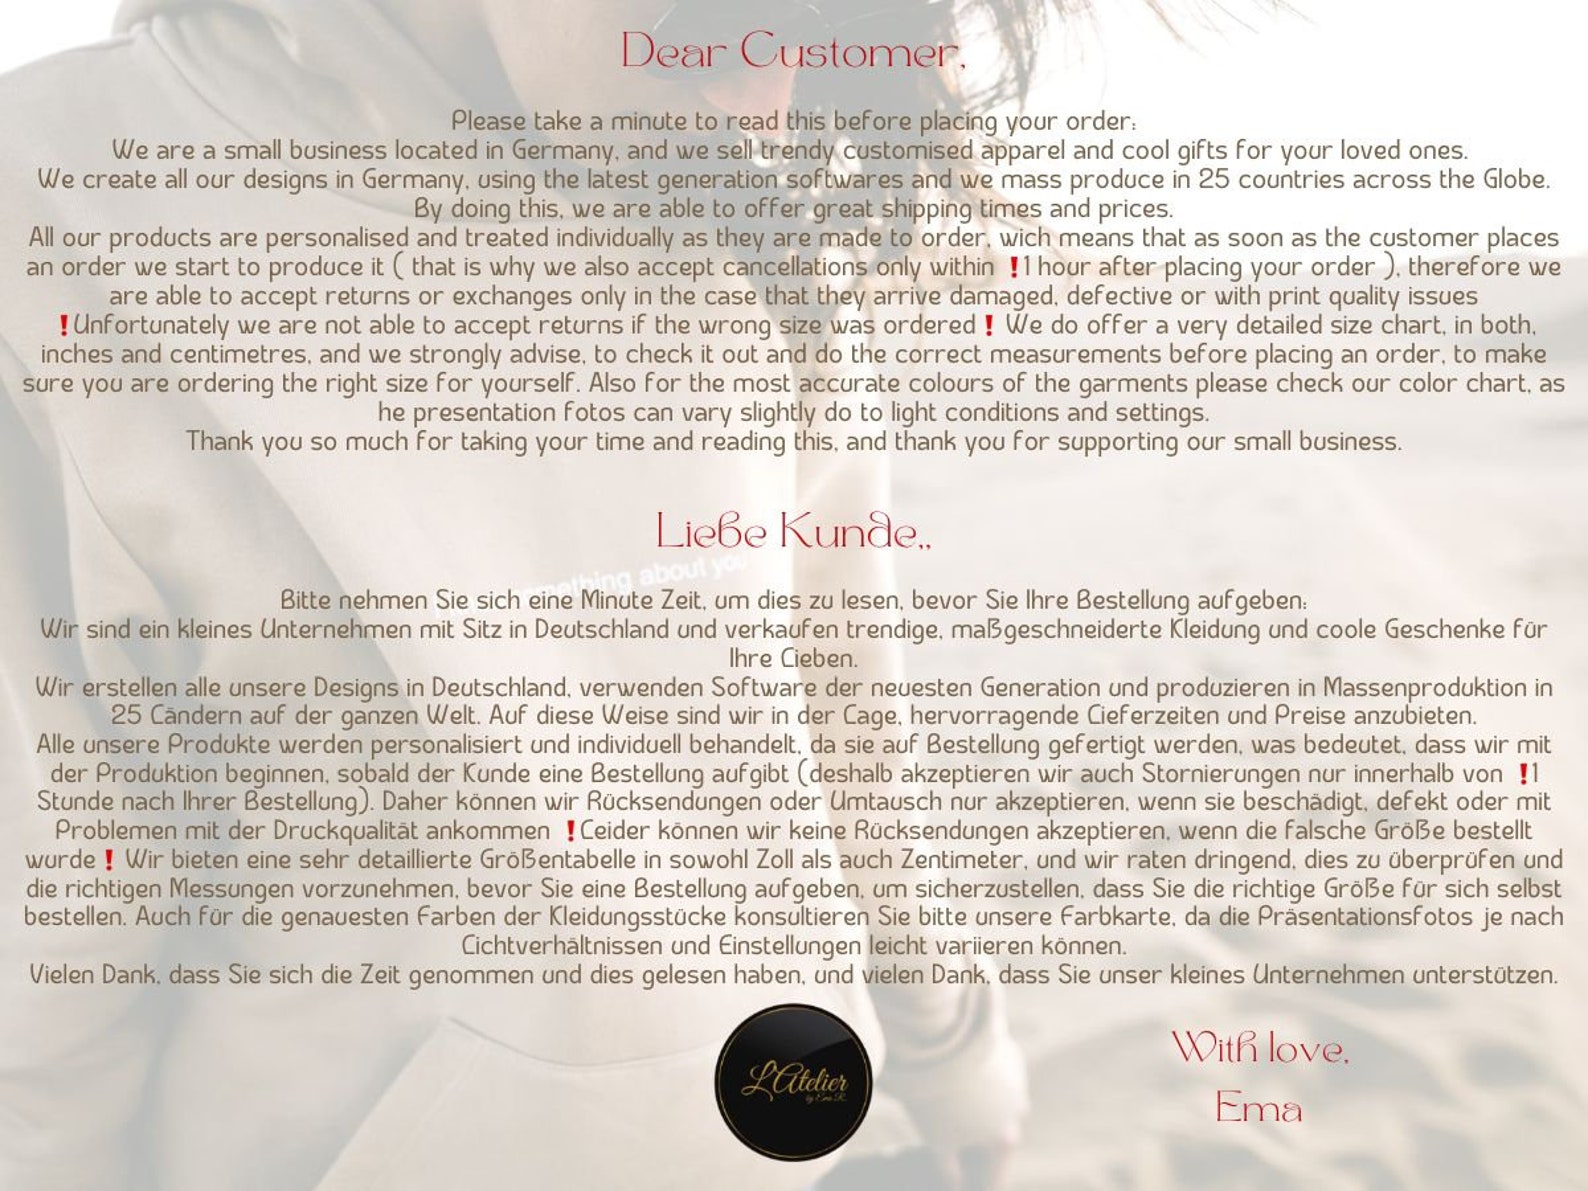 Dear Customer,
Please take a minute to read this before placing your order:
We are a small business located in Germany, and we sell trendy customised apparel and cool gifts for your loved ones.
We create all our designs in Germany, using the latest generation softwares and we mass produce in 25 countries across the Globe.
By doing this, we are able to offer great shipping times and prices.
All our products are personalised and treated individually as they are made to order, wich means that as soon as the customer places
an order we start to produce it ( that is why we also accept cancellations only within ❗1 hour after placing your order ), therefore we
are able to accept returns or exchanges only in the case that they arrive damaged, defective or with print quality issues
❗Unfortunately we are not able to accept returns if the wrong size was ordered❗ We do offer a very detailed size chart, in both,
inches and centimetres, and we strongly advise, to check it out and do the correct measurements before placing an order, to make
sure you are ordering the right size for yourself. Also for the most accurate colours of the garments please check our color chart, as
he presentation fotos can vary slightly do to light conditions and settings.
Thank you so much for taking your time and reading this, and thank you for supporting our small business.
Liebe Kunde,,
something about you
Bitte nehmen Sie sich eine Minute Zeit, um dies zu lesen, bevor Sie Ihre Bestellung aufgeben:
Wir sind ein kleines Unternehmen mit Sitz in Deutschland und verkaufen trendige, maßgeschneiderte Kleidung und coole Geschenke für
Ihre Lieben.
Wir erstellen alle unsere Designs in Deutschland, verwenden Software der neuesten Generation und produzieren in Massenproduktion in
25 Ländern auf der ganzen Welt. Auf diese Weise sind wir in der Lage, hervorragende Lieferzeiten und Preise anzubieten.
Alle unsere Produkte werden personalisiert und individuell behandelt, da sie auf Bestellung gefertigt werden, was bedeutet, dass wir mit
der Produktion beginnen, sobald der Kunde eine Bestellung aufgibt (deshalb akzeptieren wir auch Stornierungen nur innerhalb von ❗1
Stunde nach Ihrer Bestellung). Daher können wir Rücksendungen oder Umtausch nur akzeptieren, wenn sie beschädigt, defekt oder mit
Problemen mit der Druckqualität ankommen ❗Leider können wir keine Rücksendungen akzeptieren, wenn die falsche Größe bestellt
wurde❗ Wir bieten eine sehr detaillierte Größentabelle in sowohl Zoll als auch Zentimeter, und wir raten dringend, dies zu überprüfen und
die richtigen Messungen vorzunehmen, bevor Sie eine Bestellung aufgeben, um sicherzustellen, dass Sie die richtige Größe für sich selbst
bestellen. Auch für die genauesten Farben der Kleidungsstücke konsultieren Sie bitte unsere Farbkarte, da die Präsentationsfotos je nach
Lichtverhältnissen und Einstellungen leicht variieren können.
Vielen Dank, dass Sie sich die Zeit genommen und dies gelesen haben, und vielen Dank, dass Sie unser kleines Unternehmen unterstützen.
L'Atelier
by Ema R.
With love,
Ema